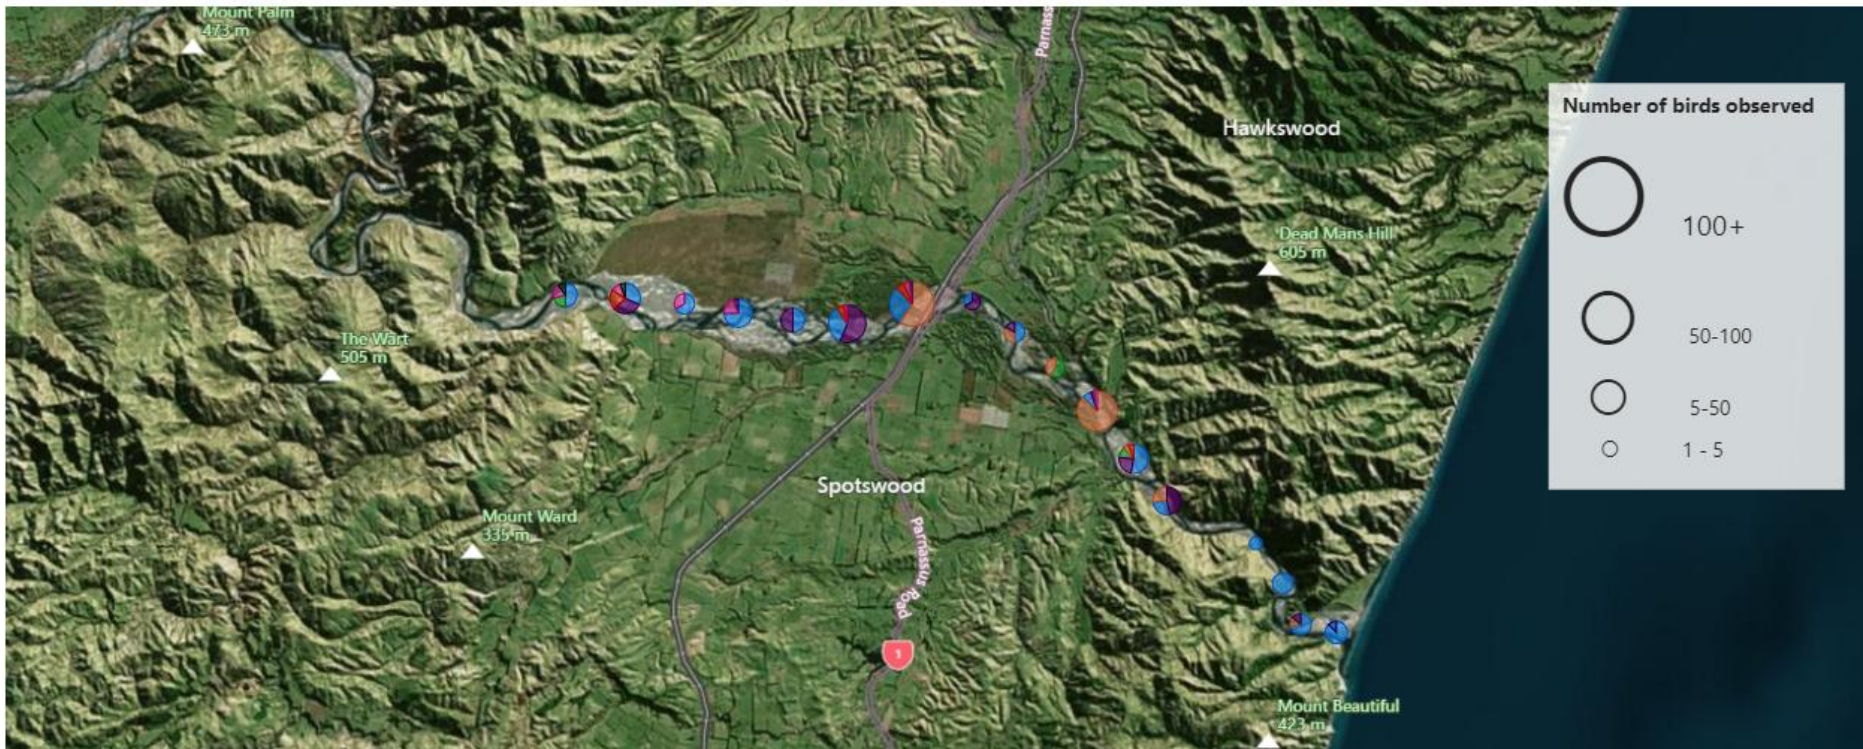 Mount Palm
473 m
Parnass
Number of birds observed
Hawkswood
100+
Dead Mans Hill
605 m
50-100
The Wart
505 m
5-50
1 - 5
Spotswood
Mount Ward
335 m
Parnassus Road
1
Mount Beautiful
423 m